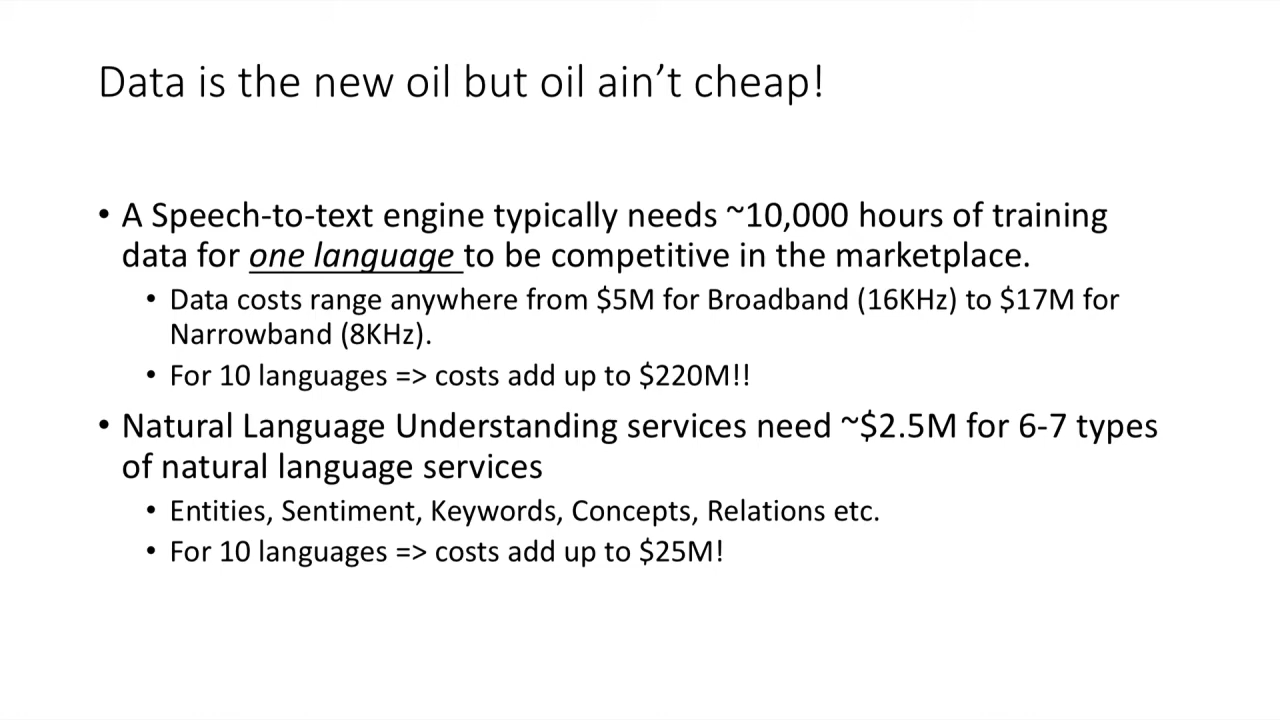 Data is the new oil but oil ain’t cheap!
• A Speech-to-text engine typically needs ~10,000 hours of training
data for one language to be competitive in the marketplace.
• Data costs range anywhere from $5M for Broadband (16KHz) to $17M for
Narrowband (8KHz).
• For 10 languages => costs add up to $220M!!
• Natural Language Understanding services need ~$2.5M for 6-7 types
of natural language services
• Entities, Sentiment, Keywords, Concepts, Relations etc.
• For 10 languages => costs add up to $25M!